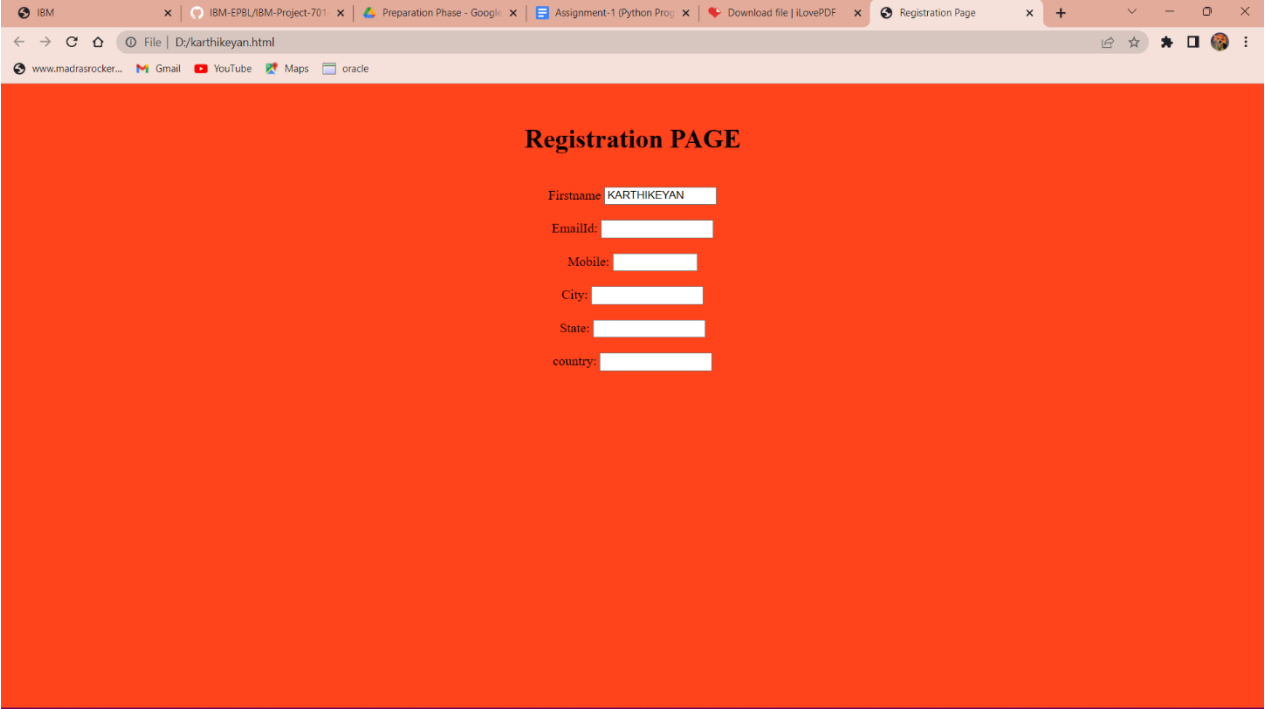 IBM
IBM-EPBL/IBM-Project-701-
Preparation Phase - Google
Assignment-1 (Python Prog
Download file | iLovePDF
Registration Page
File | D:/karthikeyan.html
www.madrasrocker...
Gmail
YouTube
Maps
oracle
Registration PAGE
Firstname KARTHIKEYAN
EmailId:
Mobile:
City:
State:
country: